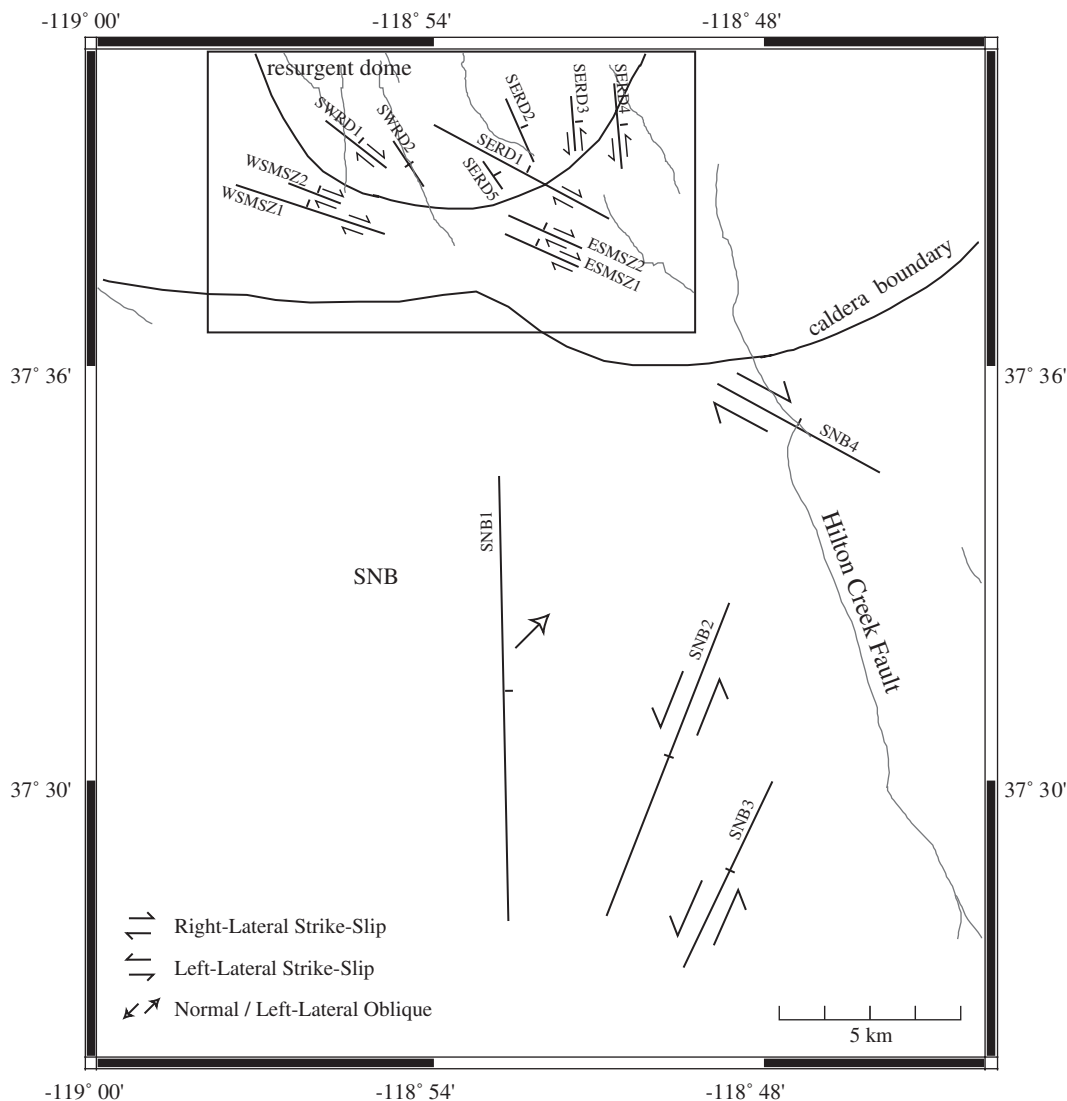 -119° 00'
-118° 54'
-118° 48'
resurgent dome
SWRD1
SWRD2
SERD2
SERD3
SERD4
SERD1
SERD5
WSMSZ2
WSMSZ1
ESMSZ2
ESMSZ1
caldera boundary
37° 36'
37° 36'
SNB4
SNB1
Hilton Creek Fault
SNB
SNB2
37° 30'
37° 30'
SNB3
Right-Lateral Strike-Slip
Left-Lateral Strike-Slip
Normal / Left-Lateral Oblique
5 km
-119° 00'
-118° 54'
-118° 48'